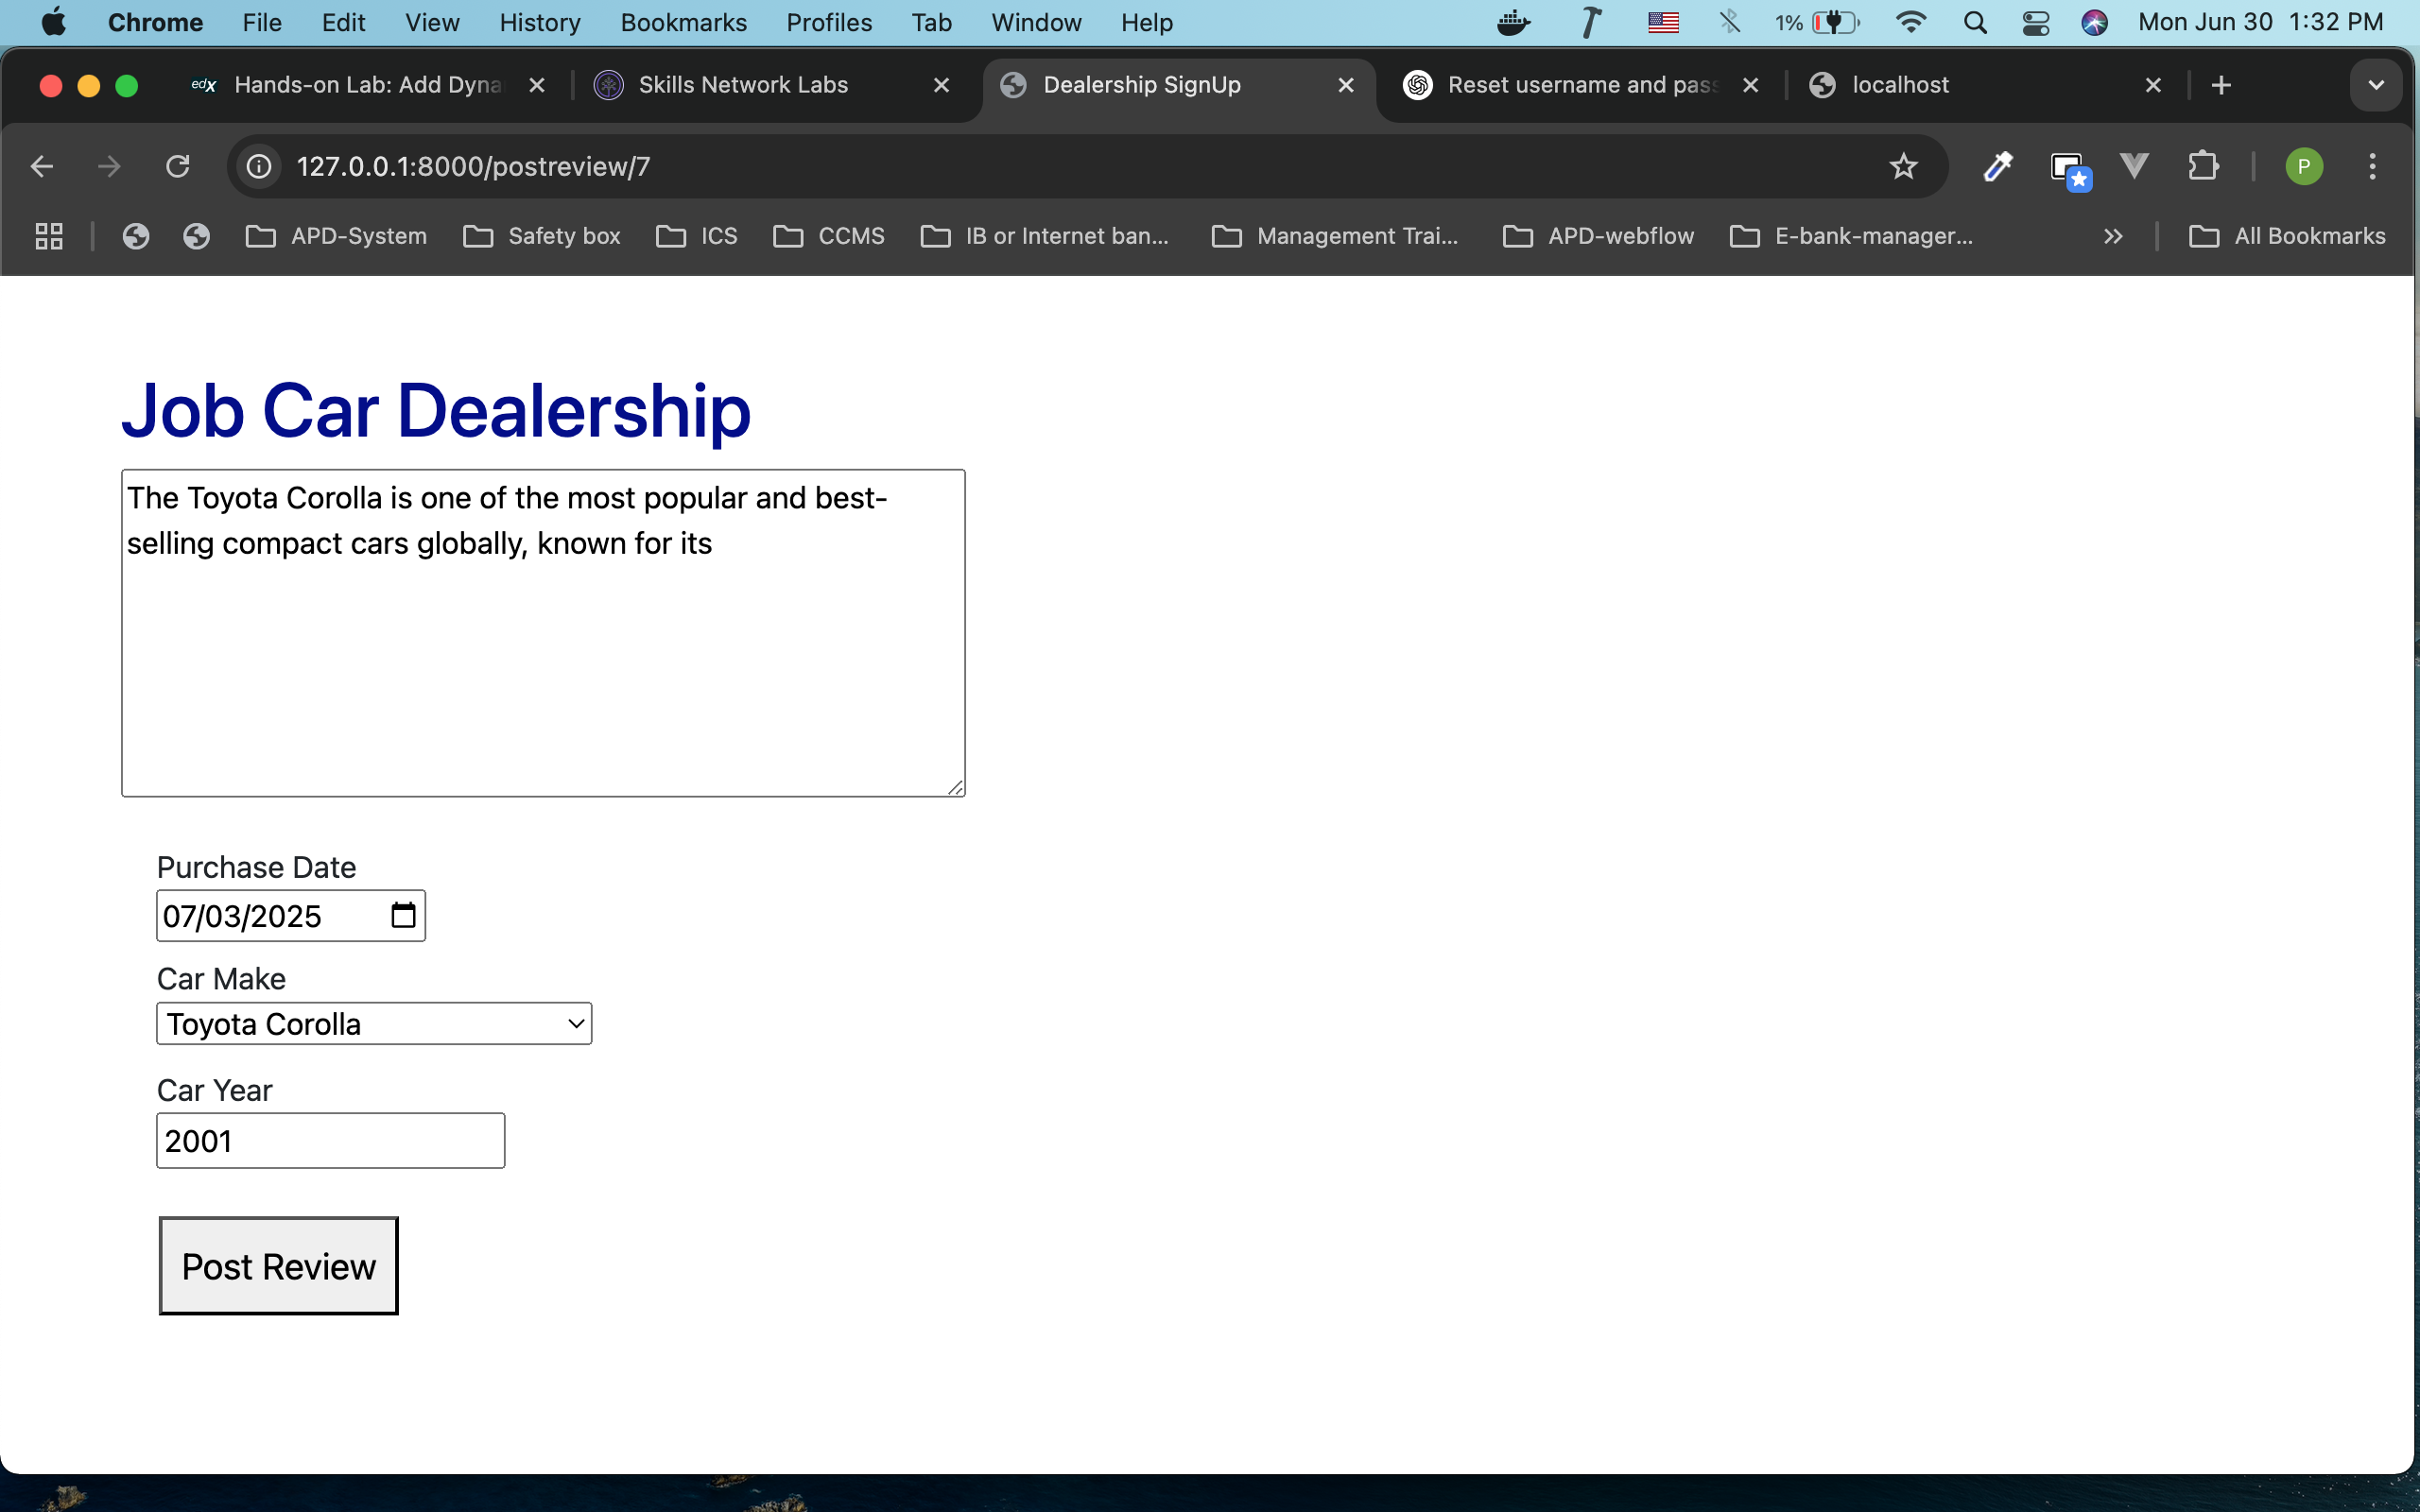 Chrome File Edit View History Bookmarks Profiles Tab Window Help 1% Mon Jun 30 1:32 PM
edX Hands-on Lab: Add Dyna Skills Network Labs Dealership SignUp Reset username and pass localhost
127.0.0.1:8000/postreview/7 P
APD-System Safety box ICS CCMS IB or Internet ban... Management Trai... APD-webflow E-bank-manager... All Bookmarks
Job Car Dealership
The Toyota Corolla is one of the most popular and best-
selling compact cars globally, known for its
Purchase Date
07/03/2025
Car Make
Toyota Corolla
Car Year
2001
Post Review